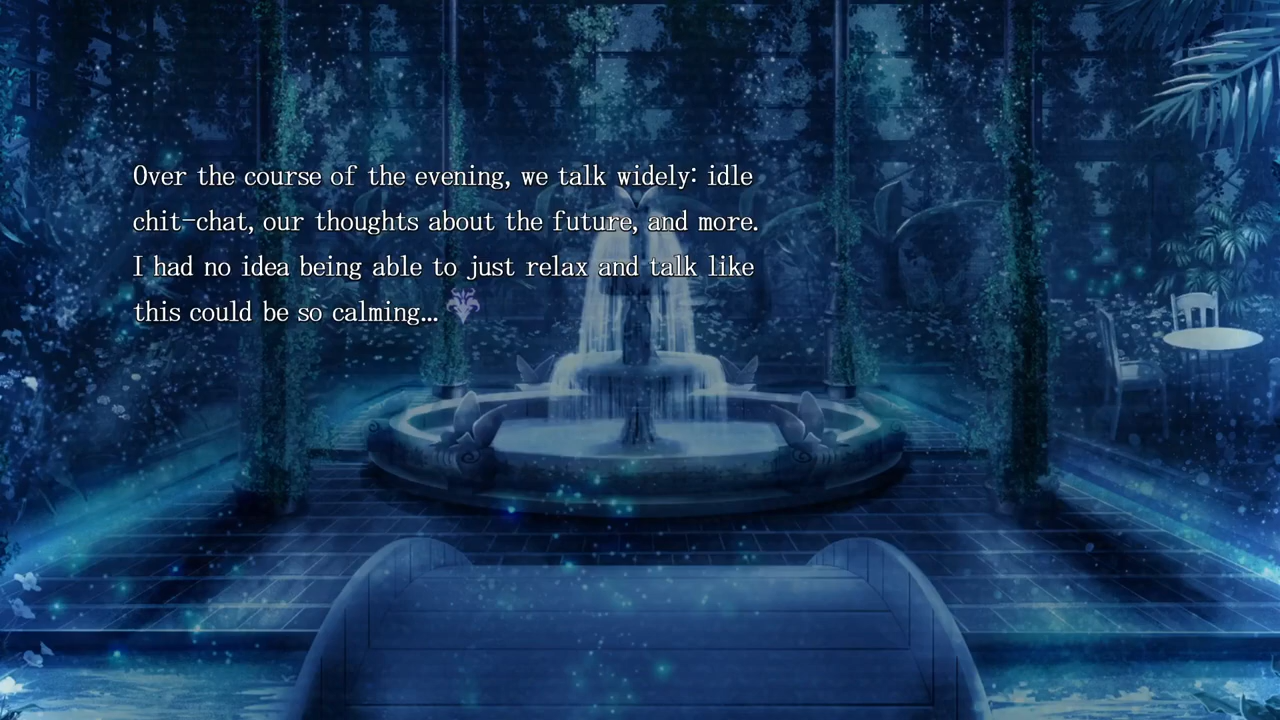 Over the course of the evening, we talk widely: idle
chit-chat, our thoughts about the future, and more.
I had no idea being able to just relax and talk like
this could be so calming…